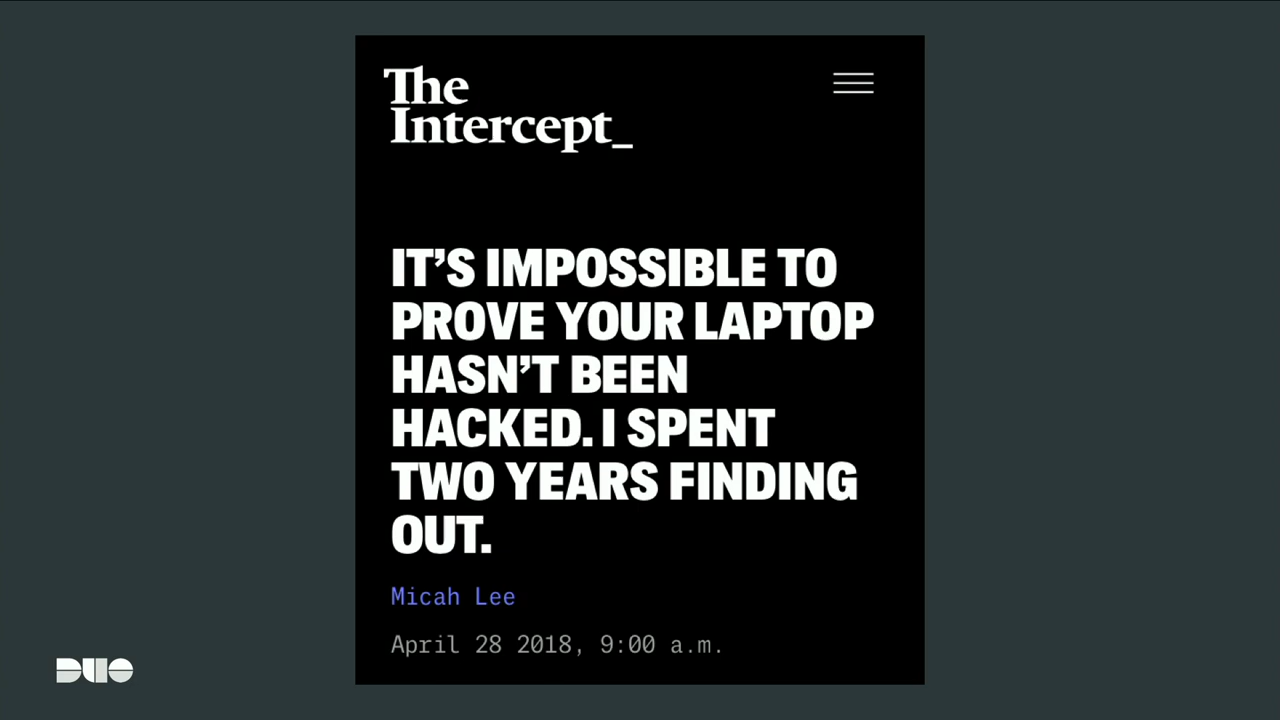 The
Intercept_
IT’S IMPOSSIBLE TO
PROVE YOUR LAPTOP
HASN’T BEEN
HACKED. I SPENT
TWO YEARS FINDING
OUT.
Micah Lee
April 28 2018, 9:00 a.m.
DUO